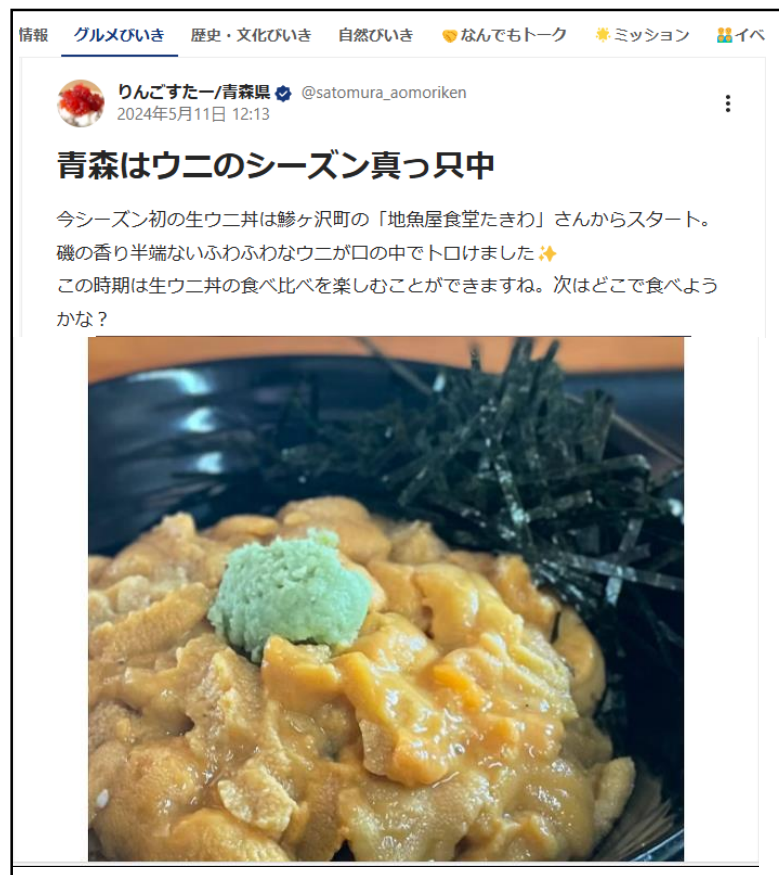 情報 グルメびいき 歴史・文化びいき 自然びいき 🤝なんでもトーク 🌟ミッション 👥イベ
りんごすたー/青森県 @satomura_aomoriken
2024年5月11日 12:13
青森はウニのシーズン真っ只中
今シーズン初の生ウニ丼は鰺ヶ沢町の「地魚屋食堂たきわ」さんからスタート。
磯の香り半端ないふわふわなウニが口の中でトロけました✨
この時期は生ウニ丼の食べ比べを楽しむことができますね。次はどこで食べよう
かな？